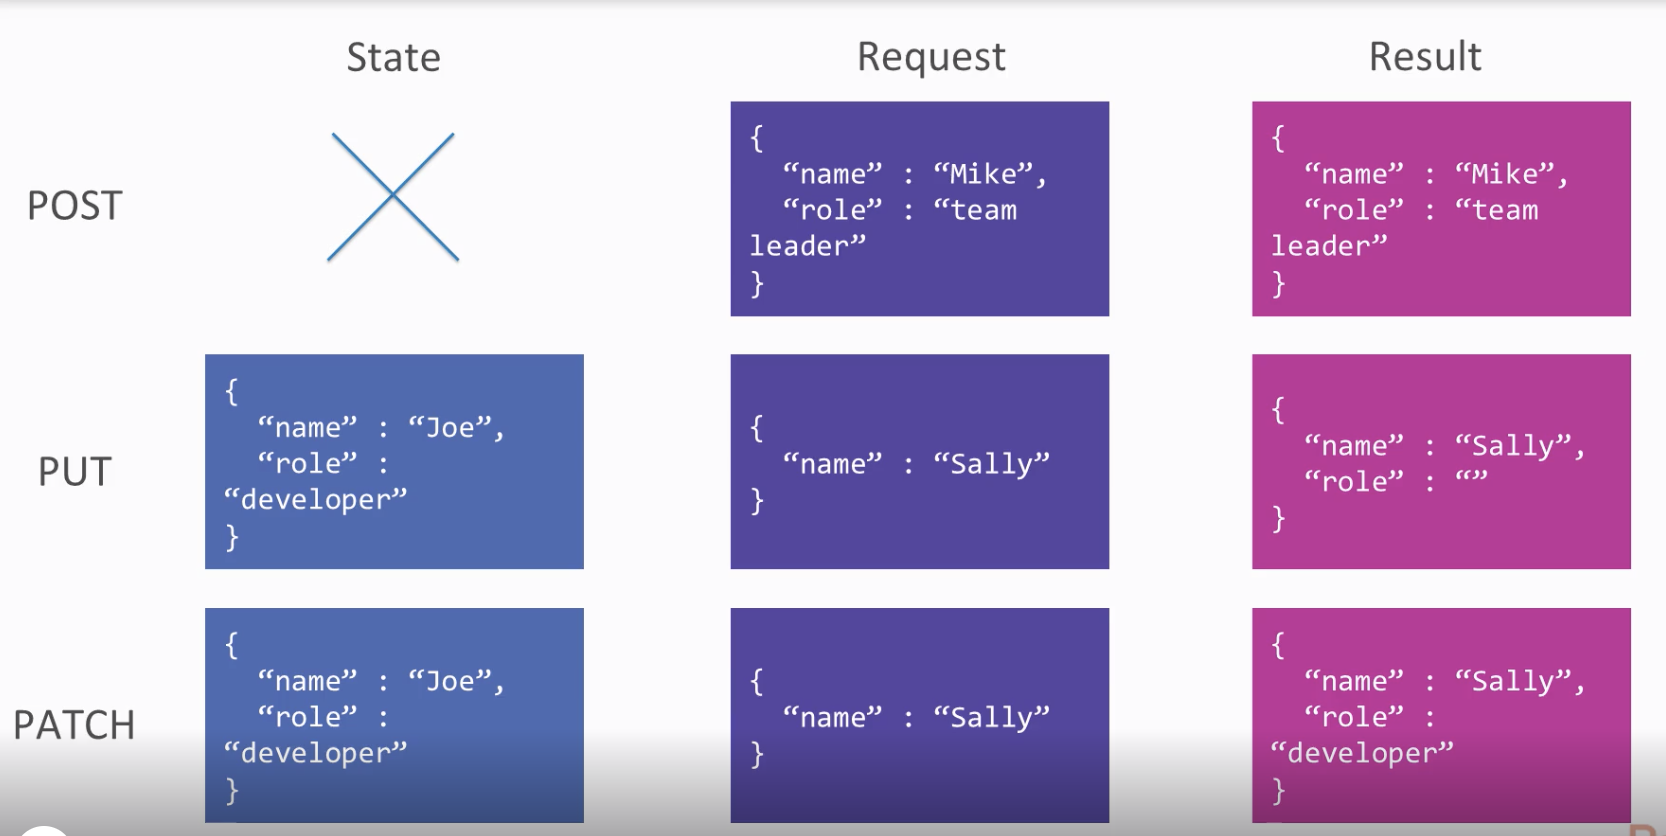 State Request Result
POST
{
  “name” : “Mike”,
  “role” : “team
leader”
}
{
  “name” : “Mike”,
  “role” : “team
leader”
}
PUT
{
  “name” : “Joe”,
  “role” :
“developer”
}
{
  “name” : “Sally”
}
{
  “name” : “Sally”,
  “role” : “”
}
PATCH
{
  “name” : “Joe”,
  “role” :
“developer”
}
{
  “name” : “Sally”
}
{
  “name” : “Sally”,
  “role” :
“developer”
}